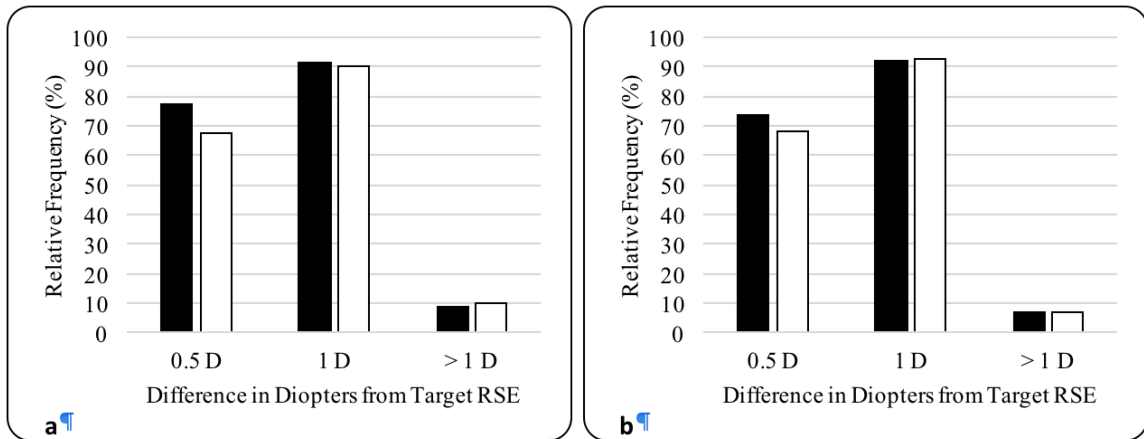 100
90
80
70
60
50
40
30
20
10
0
Relative Frequency (%)
0.5 D 1 D > 1 D
Difference in Diopters from Target RSE
a¶
100
90
80
70
60
50
40
30
20
10
0
Relative Frequency (%)
0.5 D 1 D > 1 D
Difference in Diopters from Target RSE
b¶